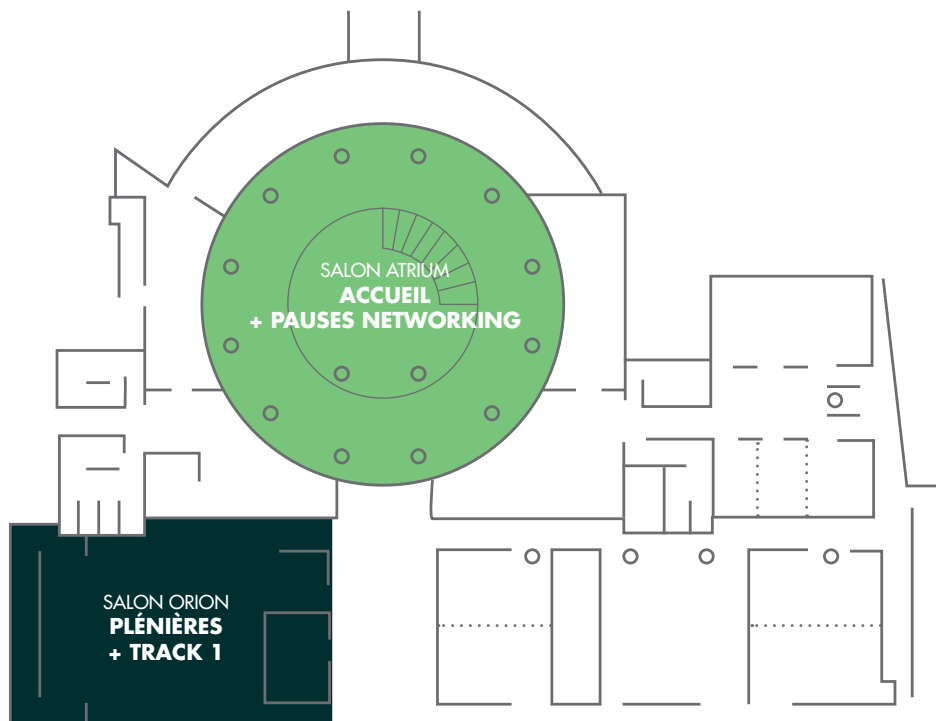 SALON ATRIUM
ACCUEIL
+ PAUSES NETWORKING
SALON ORION
PLÉNIÈRES
+ TRACK 1